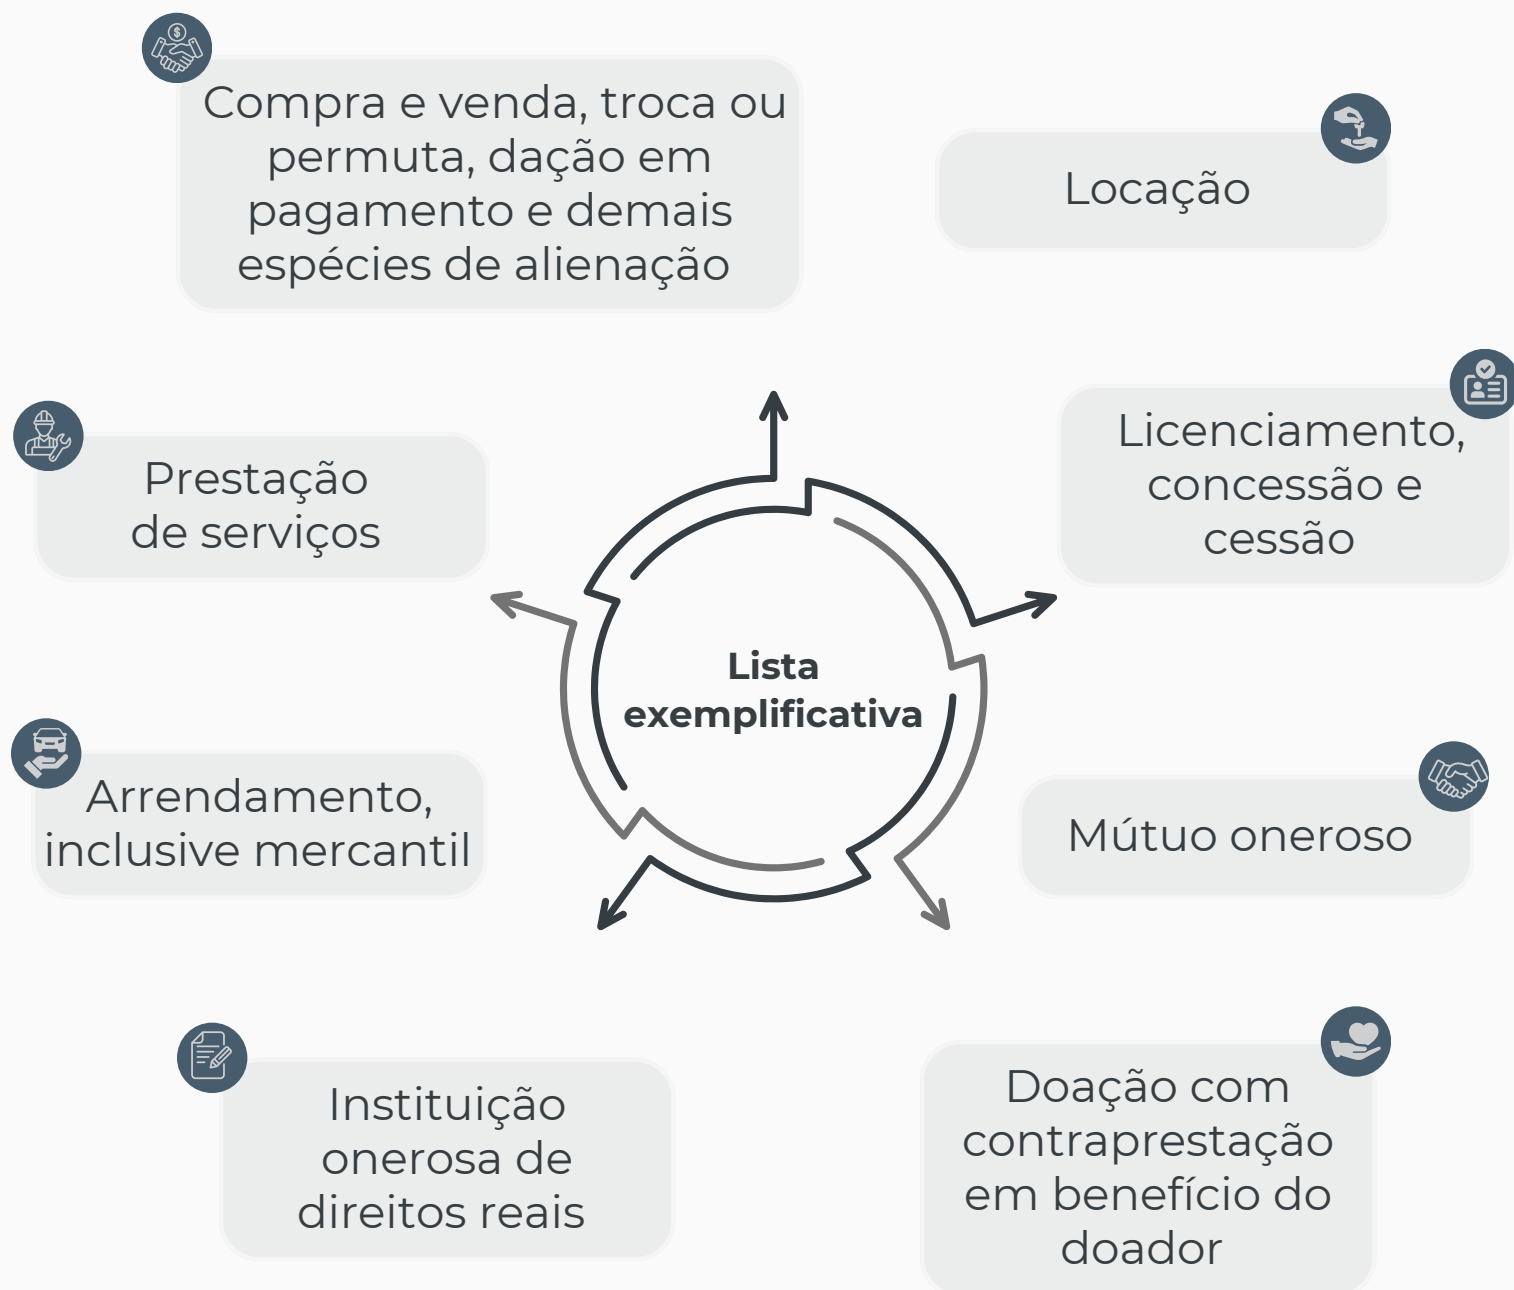 Compra e venda, troca ou
permuta, dação em
pagamento e demais
espécies de alienação
Locação
Licenciamento,
concessão e
cessão
Prestação
de serviços
Lista
exemplificativa
Arrendamento,
inclusive mercantil
Mútuo oneroso
Instituição
onerosa de
direitos reais
Doação com
contraprestação
em benefício do
doador